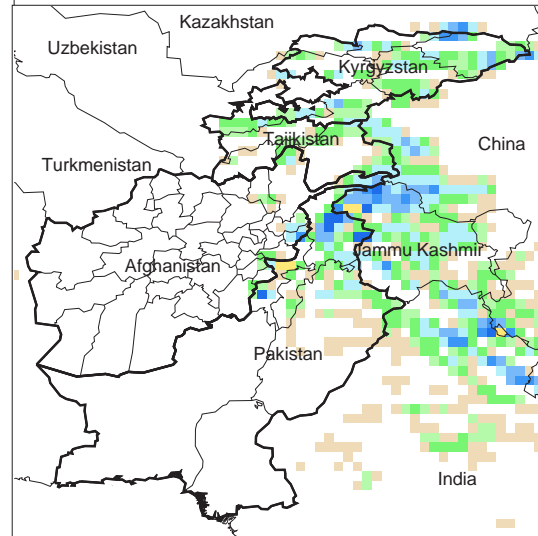 Kazakhstan
Uzbekistan
Kyrgyzstan
Tajikistan
China
Turkmenistan
Jammu Kashmir
Afghanistan
Pakistan
India